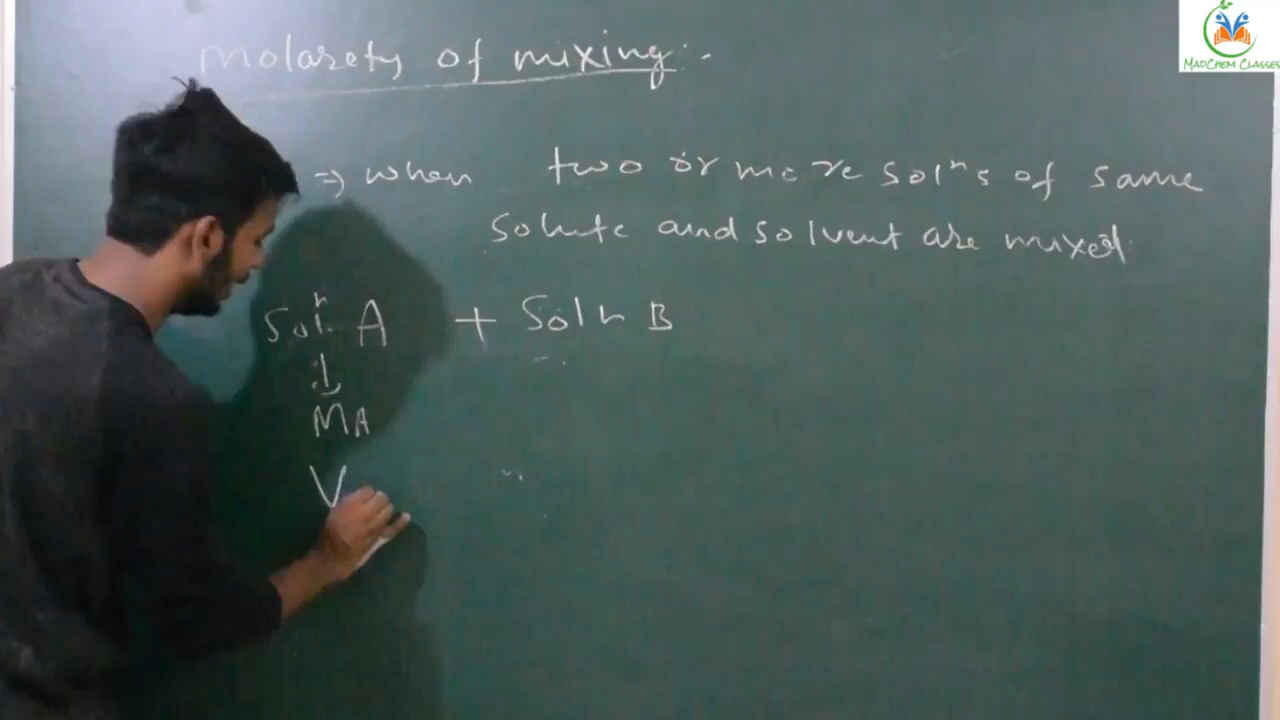 Molarety of mixing :-
MADCHEM CLASSES
=> when two or more solⁿs of same
solute and solvent are mixed.
Solⁿ A + Soln B
↓
MA
V